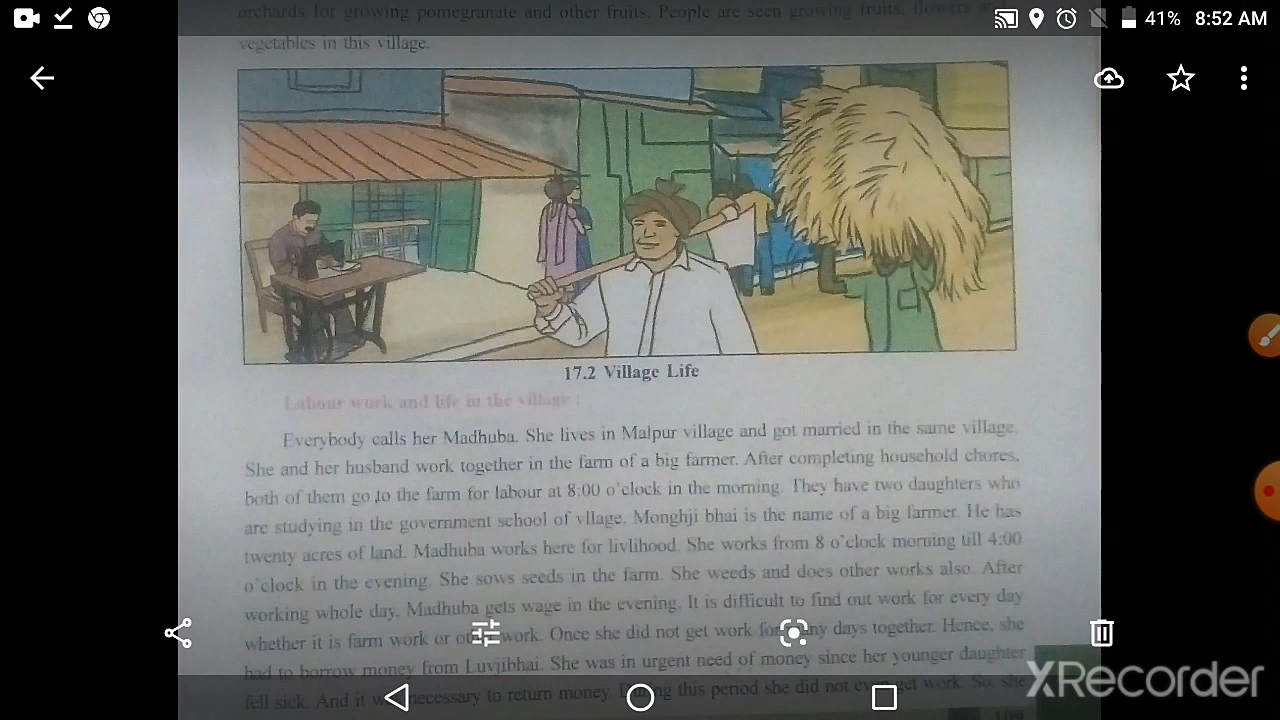 41% 8:52 AM
orchards for growing pomegranate and other fruits. People are seen growing fruits, flowers and
vegetables in this village.
17.2 Village Life
Labour work and life in the village :
Everybody calls her Madhuba. She lives in Malpur village and got married in the same village.
She and her husband work together in the farm of a big farmer. After completing household chores,
both of them go to the farm for labour at 8:00 o'clock in the morning. They have two daughters who
are studying in the government school of vllage. Monghji bhai is the name of a big farmer. He has
twenty acres of land. Madhuba works here for livlihood. She works from 8 o'clock morning till 4:00
o'clock in the evening. She sows seeds in the farm. She weeds and does other works also. After
working whole day, Madhuba gets wage in the evening. It is difficult to find out work for every day
whether it is farm work or work. Once she did not get work for days together. Hence, she
had to borrow money from Luvjibhai. She was in urgent need of money since her younger daughter
fell sick. And it necessary to return money. During this period she did not even get work. So, she
109
XRecorder